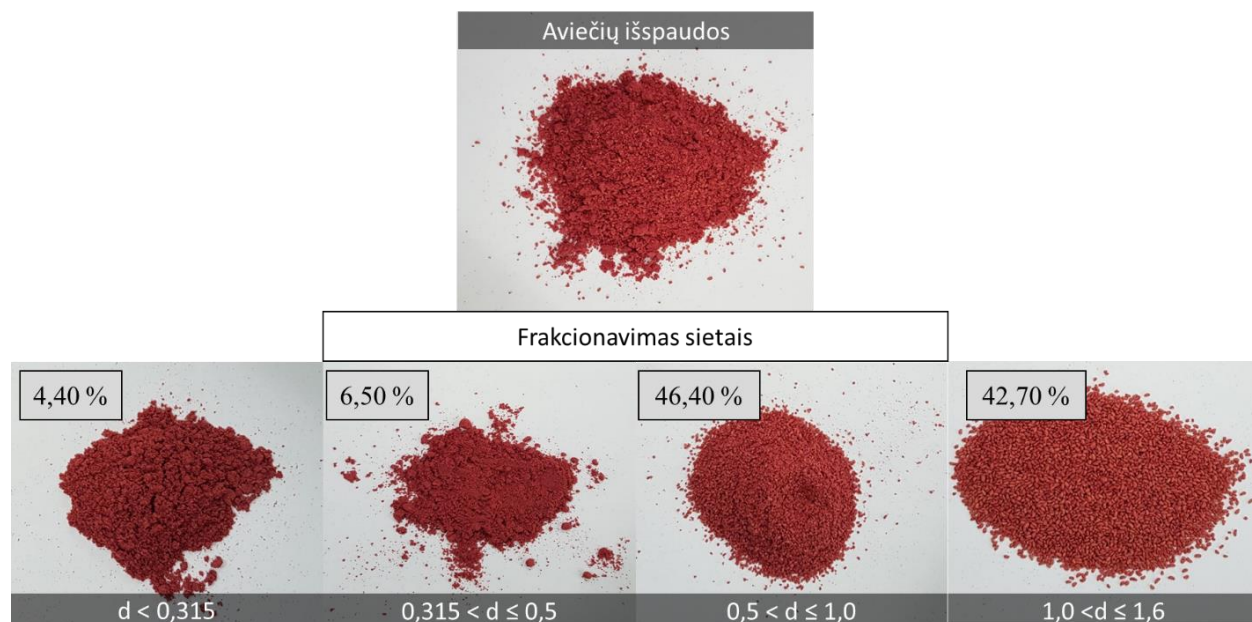 Aviečių išspaudos
Frakcionavimas sietais
4,40 %
6,50 %
46,40 %
42,70 %
d < 0,315
0,315 < d ≤ 0,5
0,5 < d ≤ 1,0
1,0 <d ≤ 1,6